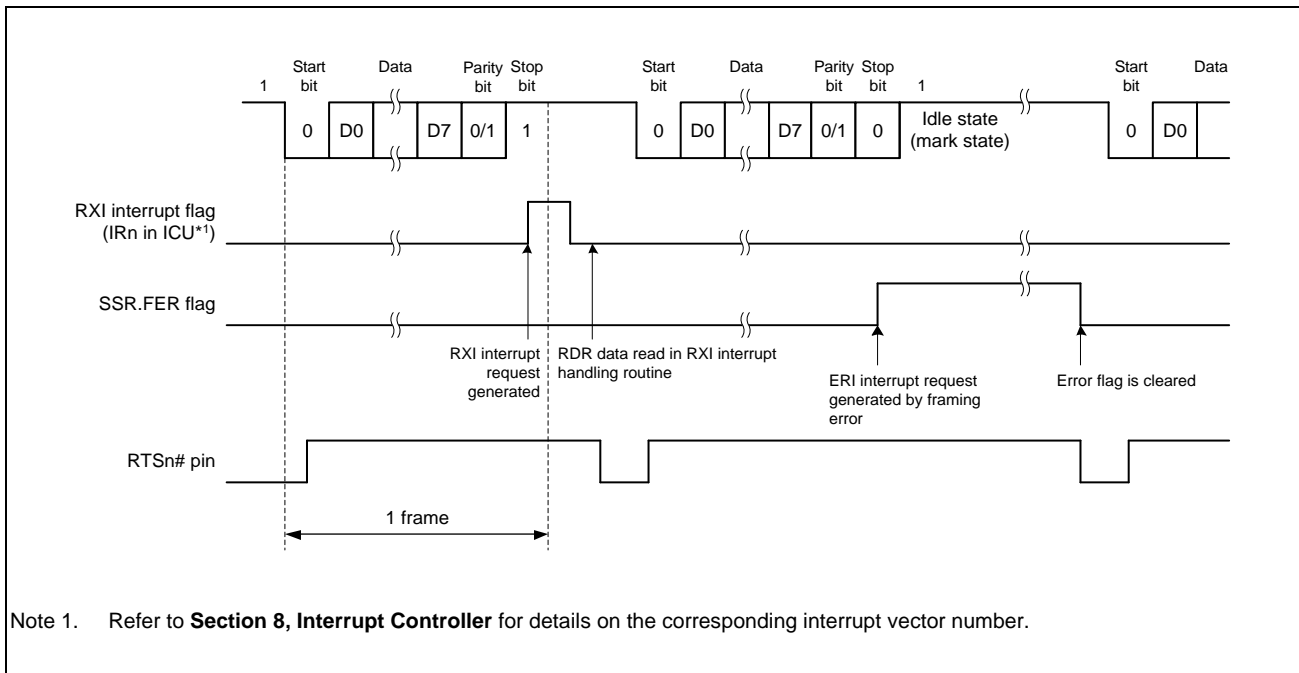 Start bit
Data
Parity bit
Stop bit
Start bit
Data
Parity bit
Stop bit
Start bit
Data
1
1
0
D0
D7
0/1
1
0
D0
D7
0/1
0
Idle state
(mark state)
0
D0
RXI interrupt flag
(IRn in ICU*1)
SSR.FER flag
RXI interrupt
request
generated
RDR data read in RXI interrupt
handling routine
ERI interrupt request
generated by framing
error
Error flag is cleared
RTSn# pin
1 frame
Note 1. Refer to Section 8, Interrupt Controller for details on the corresponding interrupt vector number.